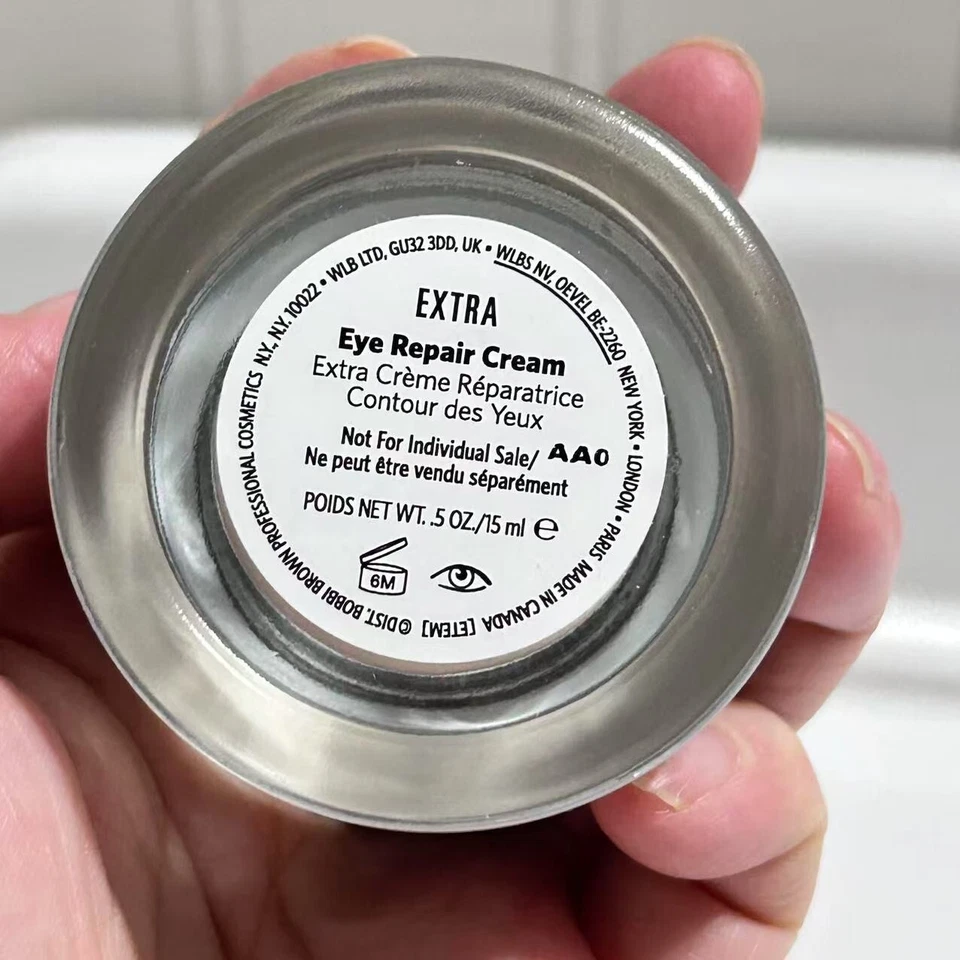 EXTRA
Eye Repair Cream
Extra Crème Réparatrice
Contour des Yeux
Not For Individual Sale/ AA0
Ne peut être vendu séparément
POIDS NET WT. .5 OZ./15 ml ℮
6M
© DIST. BOBBI BROWN PROFESSIONAL COSMETICS N.Y., N.Y. 10022 • WLB LTD, GU32 3DD, UK • WLBS NV, OEVEL BE-2260 NEW YORK • LONDON • PARIS MADE IN CANADA [ETEM]